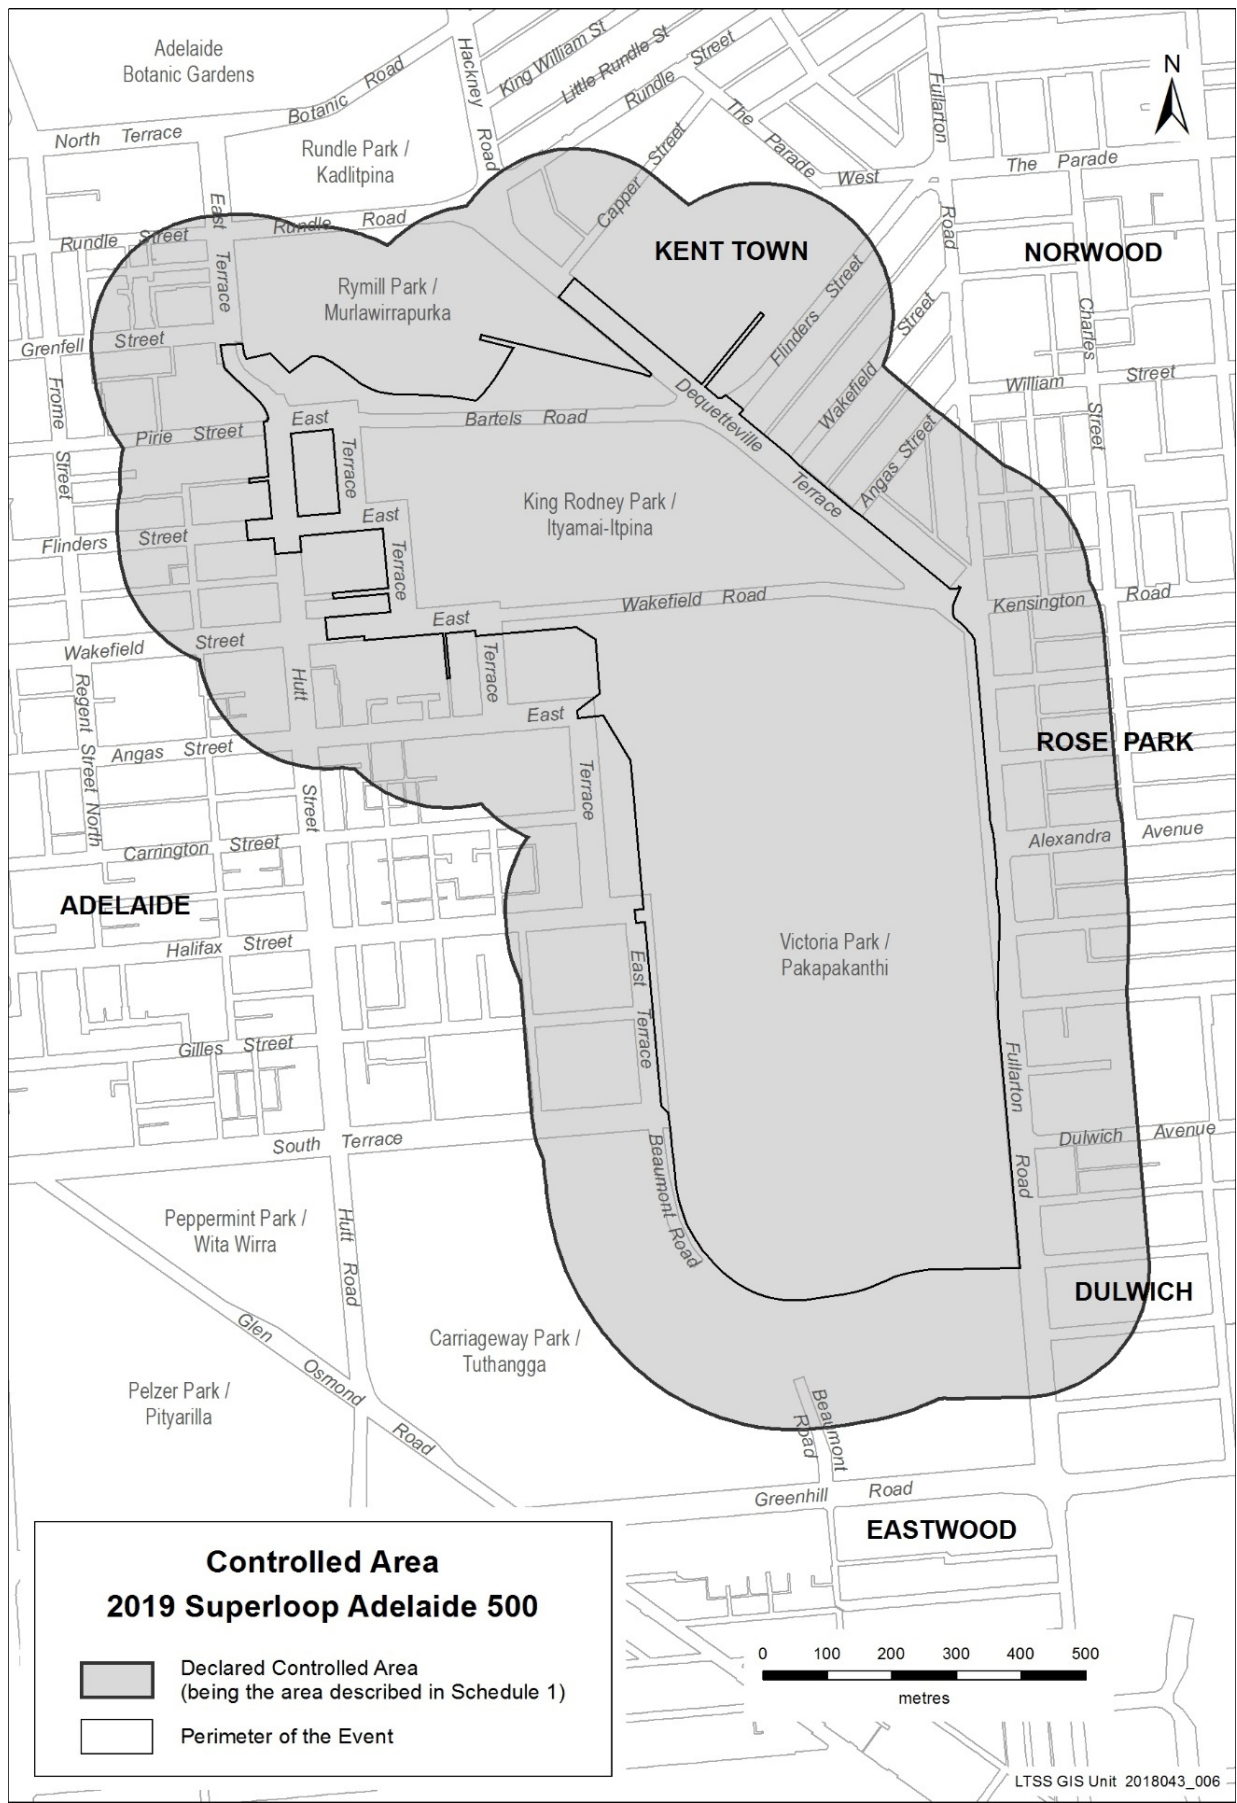 Adelaide
Botanic Gardens
North Terrace
Botanic Road
Hackney
Road
King William St
Little Rundle St
Rundle Street
The Parade
West
Fullarton
Road
The Parade
N
Rundle Park /
Kadlitpina
East
Terrace
Rundle Street
Rundle Road
Capper Street
KENT TOWN
NORWOOD
Rymill Park /
Murlawirrapurka
Grenfell Street
Frome
Street
Flinders Street
Wakefield Street
Angas Street
Charles
Street
William Street
Dequetteville
Terrace
Bartels Road
Pirie Street
East
Terrace
King Rodney Park /
Ityamai-Itpina
East
Terrace
Flinders Street
Wakefield Road
Kensington Road
Wakefield Street
East
Terrace
Hutt
Street
Regent Street North
Angas Street
East
Terrace
ROSE PARK
Carrington Street
Alexandra Avenue
ADELAIDE
Halifax Street
Victoria Park /
Pakapakanthi
East Terrace
Gilles Street
Fullarton
Road
South Terrace
Dulwich Avenue
Beaumont Road
Peppermint Park /
Wita Wirra
Hutt Road
DULWICH
Glen Osmond Road
Carriageway Park /
Tuthangga
Pelzer Park /
Pityarilla
Beaumont
Road
Greenhill Road
EASTWOOD
Controlled Area
2019 Superloop Adelaide 500
Declared Controlled Area
(being the area described in Schedule 1)
Perimeter of the Event
0 100 200 300 400 500
metres
LTSS GIS Unit 2018043_006